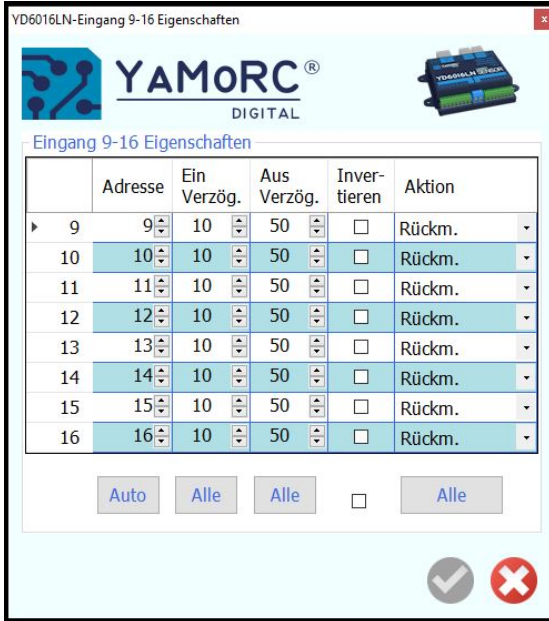 YD6016LN-Eingang 9-16 Eigenschaften
x
YAMoRC®
DIGITAL
YD6016LN
SENSOR
Eingang 9-16 Eigenschaften
Adresse Ein Verzög. Aus Verzög. Inver-tieren Aktion
9 9 10 50 Rückm.
10 10 10 50 Rückm.
11 11 10 50 Rückm.
12 12 10 50 Rückm.
13 13 10 50 Rückm.
14 14 10 50 Rückm.
15 15 10 50 Rückm.
16 16 10 50 Rückm.
Auto Alle Alle Alle